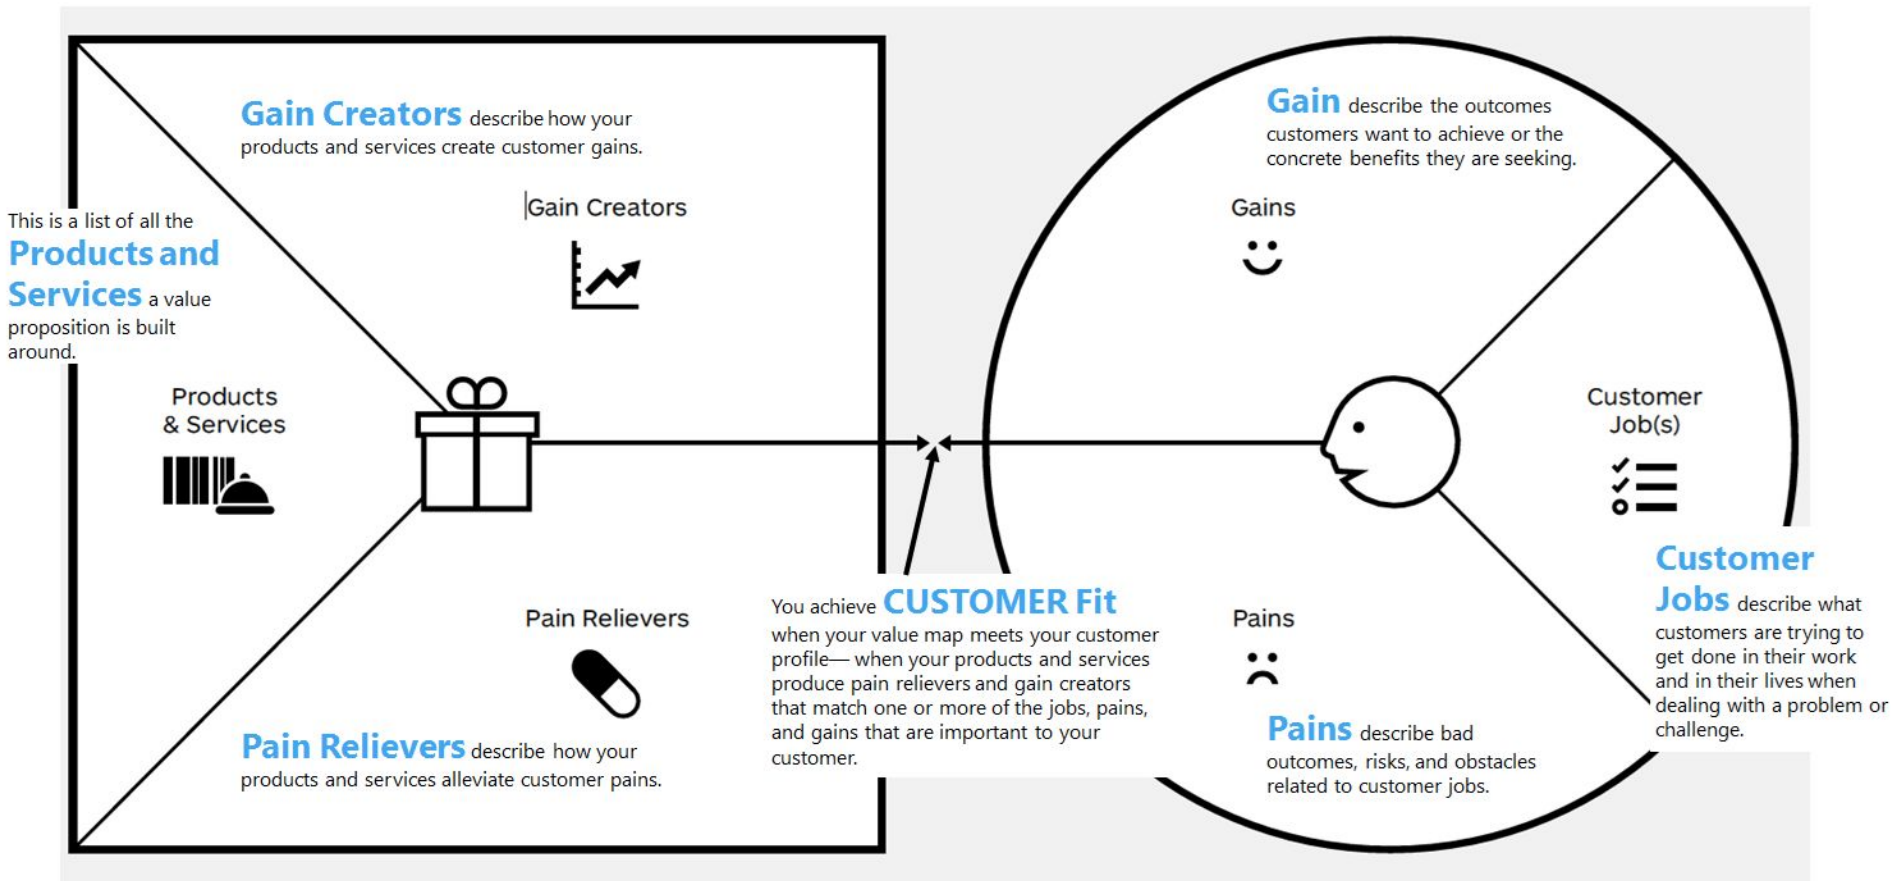 Gain Creators describe how your
products and services create customer gains.
Gain Creators
This is a list of all the
Products and
Services a value
proposition is built
around.
Products
& Services
Pain Relievers
Pain Relievers describe how your
products and services alleviate customer pains.
You achieve CUSTOMER Fit
when your value map meets your customer
profile— when your products and services
produce pain relievers and gain creators
that match one or more of the jobs, pains,
and gains that are important to your
customer.
Gain describe the outcomes
customers want to achieve or the
concrete benefits they are seeking.
Gains
Customer
Job(s)
Customer
Jobs describe what
customers are trying to
get done in their work
and in their lives when
dealing with a problem or
challenge.
Pains
Pains describe bad
outcomes, risks, and obstacles
related to customer jobs.